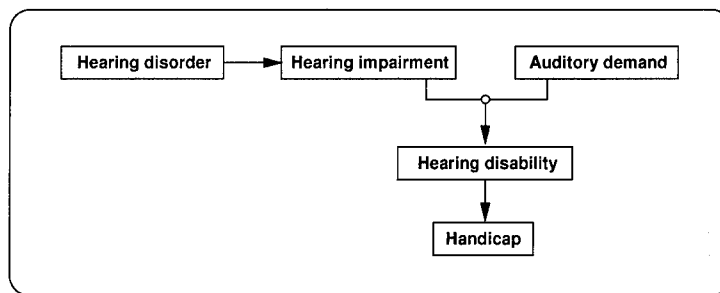 Hearing disorder
Hearing impairment
Auditory demand
Hearing disability
Handicap